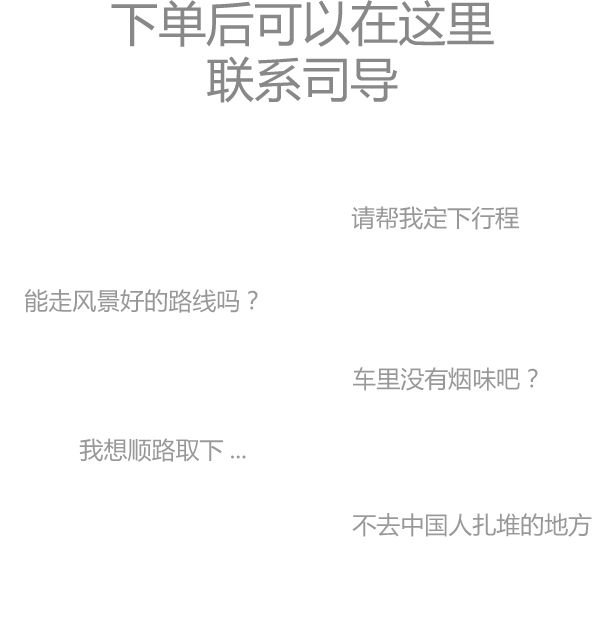 下单后可以在这里
联系司导
请帮我定下行程
能走风景好的路线吗？
车里没有烟味吧？
我想顺路取下...
不去中国人扎堆的地方